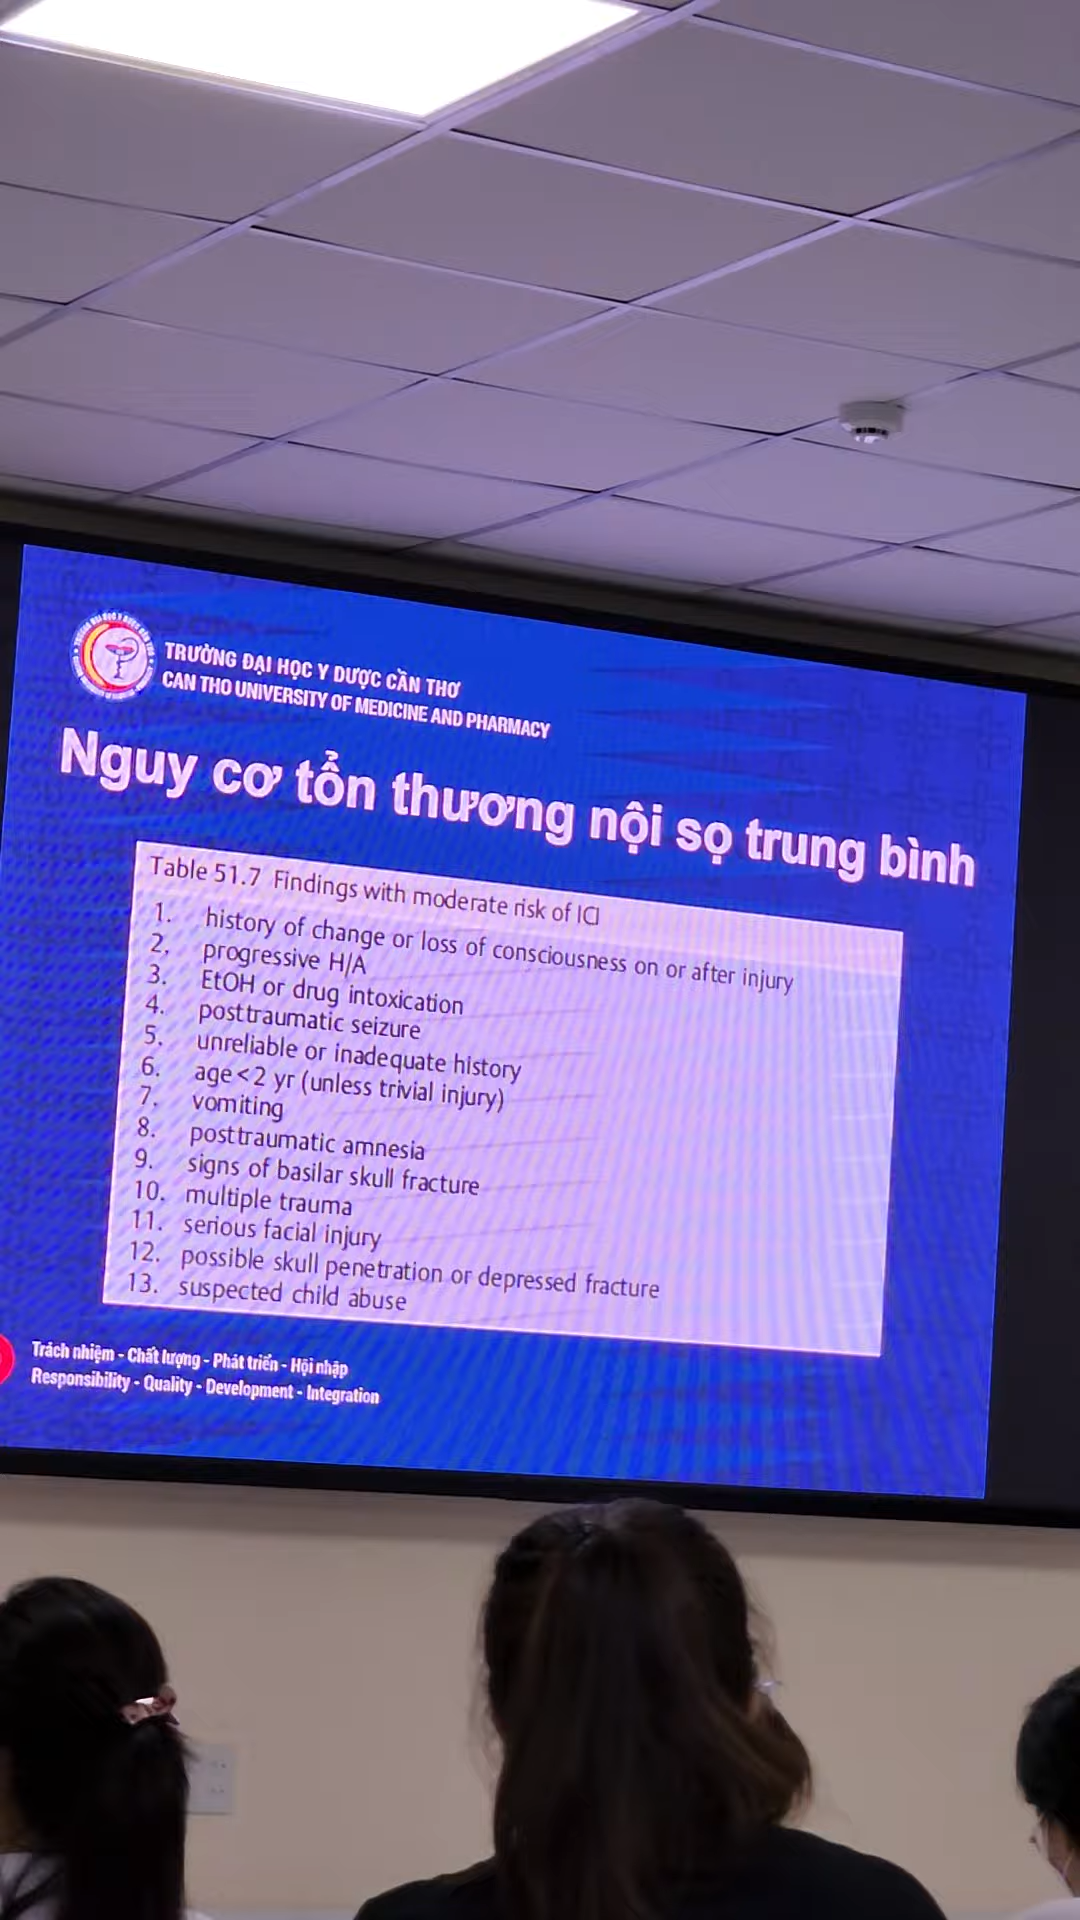 TRƯỜNG ĐẠI HỌC Y DƯỢC CẦN THƠ
CAN THO UNIVERSITY OF MEDICINE AND PHARMACY
Nguy cơ tổn thương nội sọ trung bình
Table 51.7 Findings with moderate risk of ICI
1. history of change or loss of consciousness on or after injury
2. progressive H/A
3. EtOH or drug intoxication
4. posttraumatic seizure
5. unreliable or inadequate history
6. age<2 yr (unless trivial injury)
7. vomiting
8. posttraumatic amnesia
9. signs of basilar skull fracture
10. multiple trauma
11. serious facial injury
12. possible skull penetration or depressed fracture
13. suspected child abuse
Trách nhiệm - Chất lượng - Phát triển - Hội nhập
Responsibility - Quality - Development - Integration